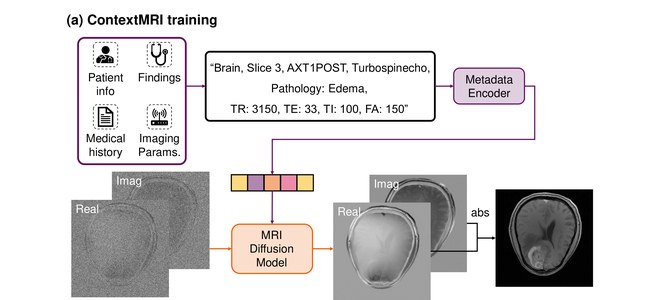 (a) ContextMRI training
Patient
info
Findings
Medical
history
Imaging
Params.
“Brain, Slice 3, AXT1POST, Turbospinecho,
Pathology: Edema,
TR: 3150, TE: 33, TI: 100, FA: 150”
Metadata
Encoder
Imag
Real
MRI
Diffusion
Model
Imag
Real
abs